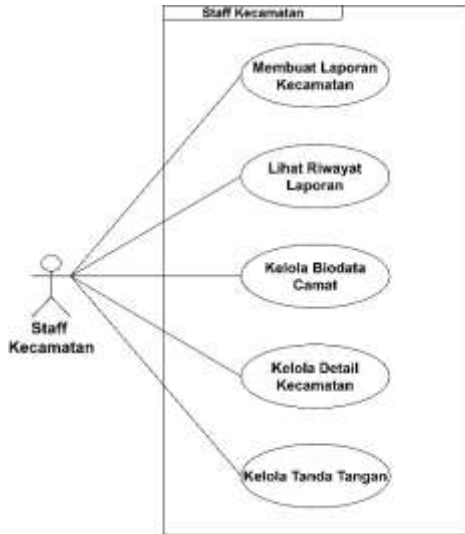 Staff Kecamatan
Membuat Laporan
Kecamatan
Lihat Riwayat
Laporan
Kelola Biodata
Camat
Staff
Kecamatan
Kelola Detail
Kecamatan
Kelola Tanda Tangan